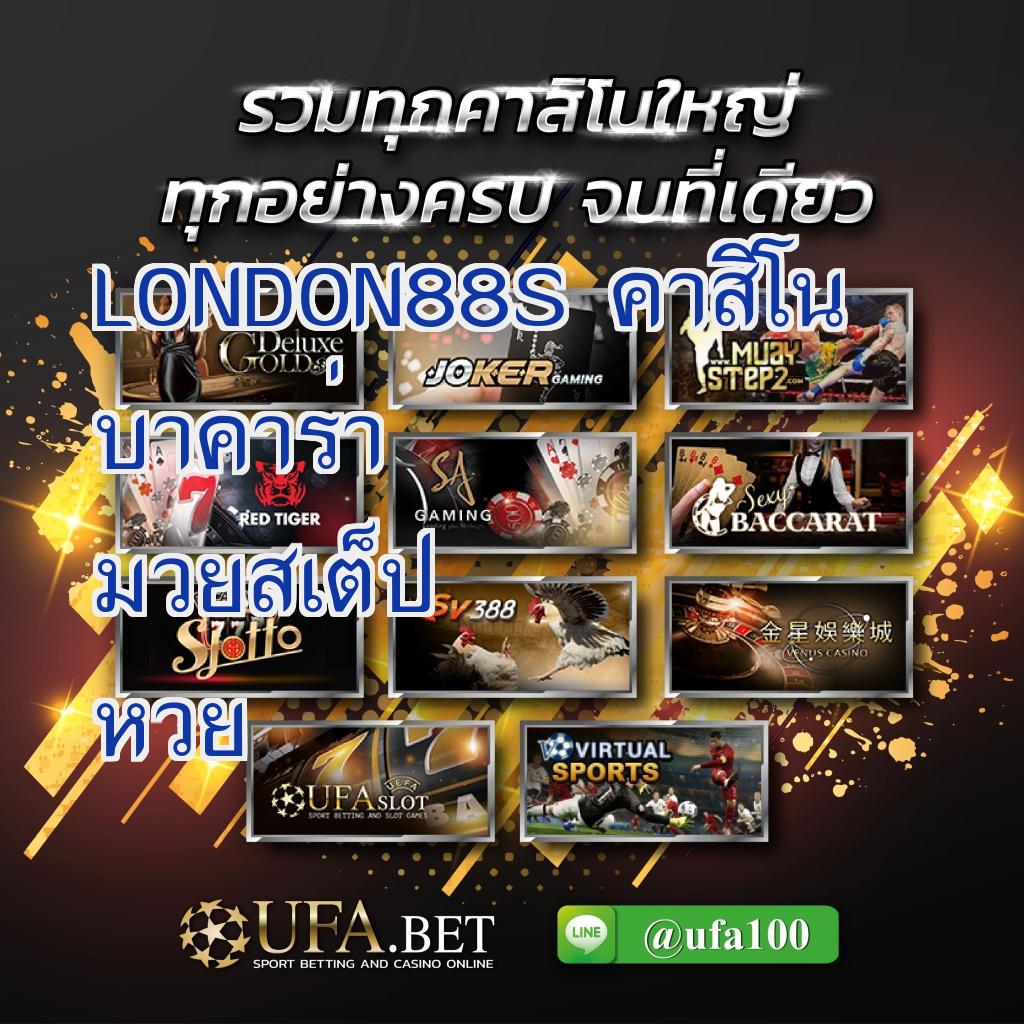 รวมทุกคาสิโนใหญ่
ทุกอย่างครบ จบที่เดียว
LONDON88S คาสิโน
Deluxe
GOLD
JOKER
GAMING
MUAY
STEP2.COM
บาคาร่า
7
RED TIGER
SA
GAMING
Sexy
BACCARAT
มวยสเต็ป
Slotto
SV388
金星娛樂城
VENUS CASINO
หวย
UEFA
UFASLOT
SPORT BETTING AND SLOT GAMES
VIRTUAL
SPORTS
UFA.BET
SPORT BETTING AND CASINO ONLINE
LINE
@ufa100